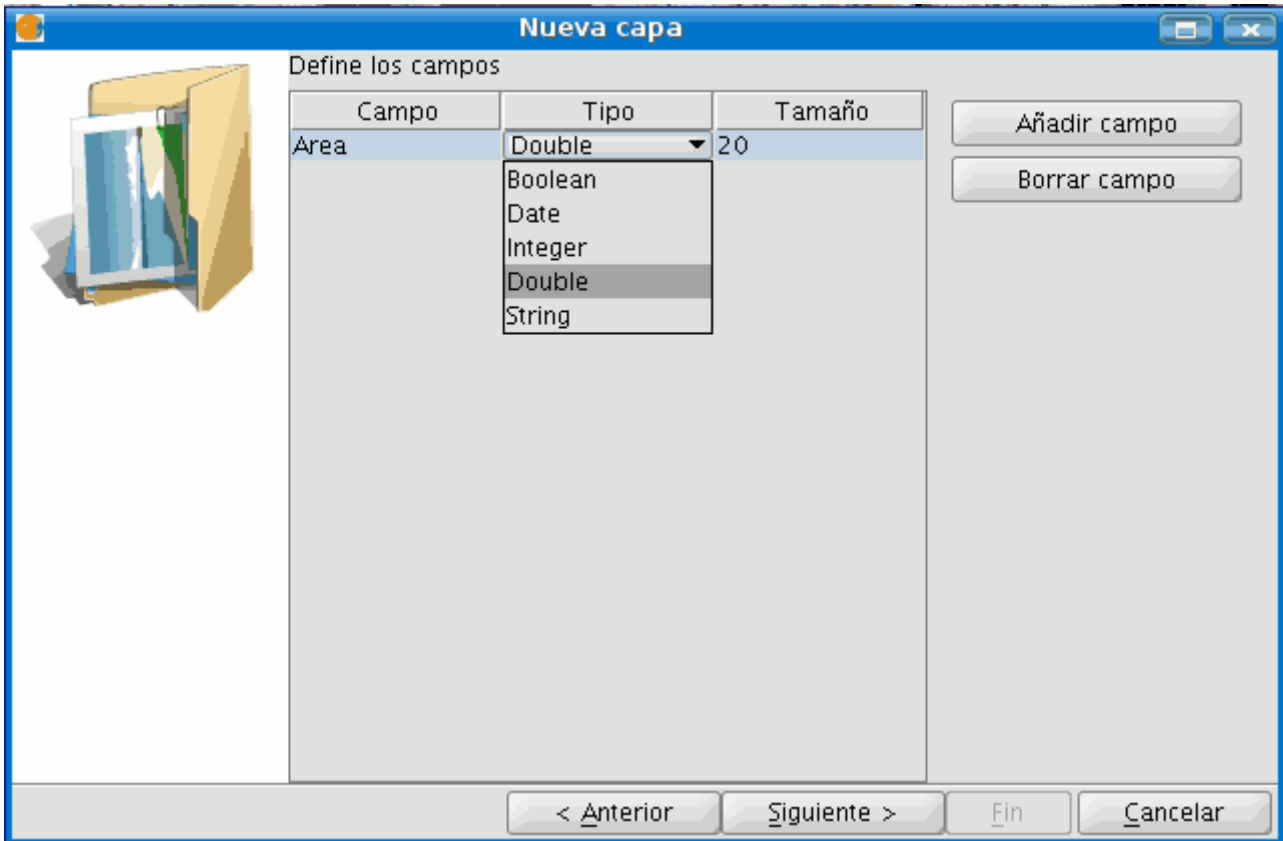 Nueva capa
Define los campos
Campo Tipo Tamaño
Area Double 20
Boolean
Date
Integer
Double
String
Añadir campo
Borrar campo
< Anterior Siguiente > Fin Cancelar